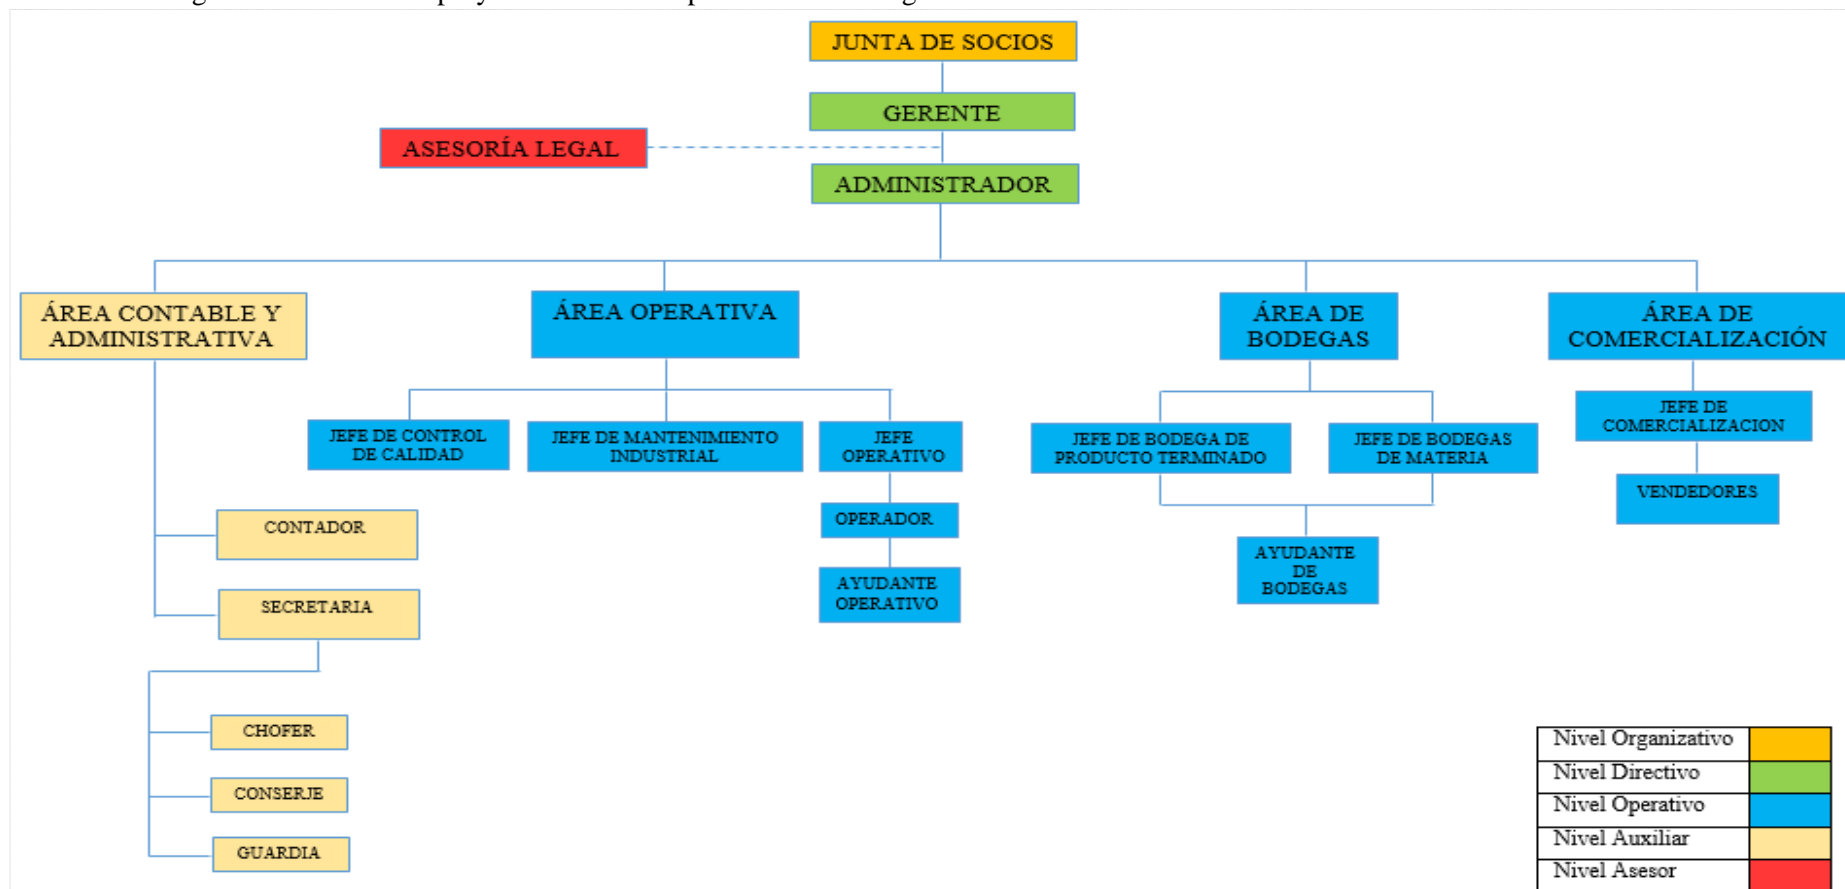 JUNTA DE SOCIOS
GERENTE
ASESORÍA LEGAL
ADMINISTRADOR
ÁREA CONTABLE Y
ADMINISTRATIVA
ÁREA OPERATIVA
ÁREA DE
BODEGAS
ÁREA DE
COMERCIALIZACIÓN
JEFE DE CONTROL
DE CALIDAD
JEFE DE MANTENIMIENTO
INDUSTRIAL
JEFE
OPERATIVO
JEFE DE BODEGA DE
PRODUCTO TERMINADO
JEFE DE BODEGAS
DE MATERIA
JEFE DE
COMERCIALIZACION
VENDEDORES
CONTADOR
OPERADOR
AYUDANTE
DE
BODEGAS
SECRETARIA
AYUDANTE
OPERATIVO
CHOFER
CONSERJE
GUARDIA
Nivel Organizativo
Nivel Directivo
Nivel Operativo
Nivel Auxiliar
Nivel Asesor